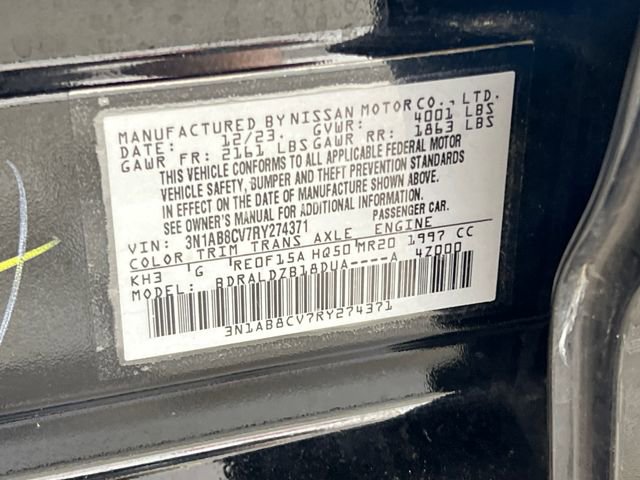 MANUFACTURED BY NISSAN MOTOR CO., LTD.
DATE: 12/23. GVWR: 4001 LBS
GAWR FR: 2161 LBS GAWR RR: 1863 LBS
THIS VEHICLE CONFORMS TO ALL APPLICABLE FEDERAL MOTOR
VEHICLE SAFETY, BUMPER AND THEFT PREVENTION STANDARDS
IN EFFECT ON THE DATE OF MANUFACTURE SHOWN ABOVE.
SEE OWNER'S MANUAL FOR ADDITIONAL INFORMATION.
VIN: 3N1AB8CV7RY274371 PASSENGER CAR.
COLOR TRIM TRANS AXLE ENGINE
KH3 G RE0F15A HQ50 MR20 1997 CC
MODEL: BDRALDZB18DUA----A 4Z000
3N1AB8CV7RY274371